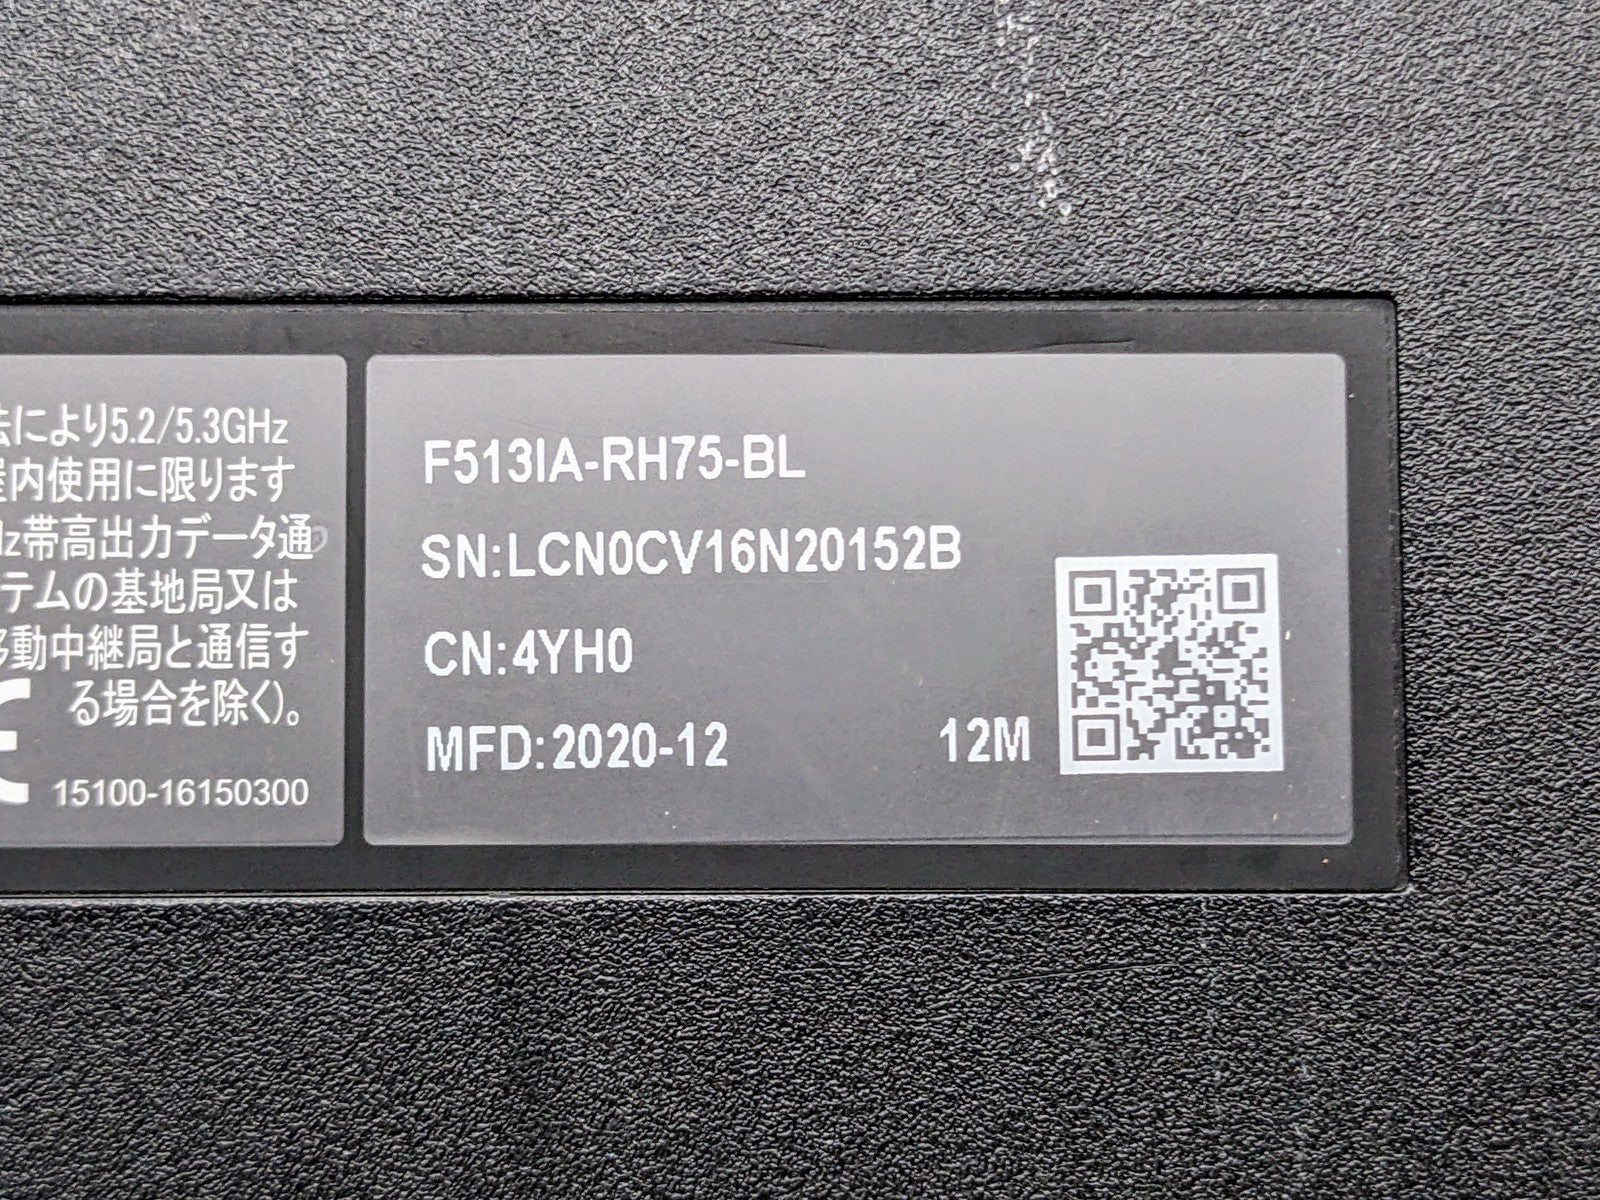 により5.2/5.3GHz
内使用に限ります
帯高出力データ通
テムの基地局又は
移動中継局と通信す
る場合を除く)。
CE
15100-16150300
F513IA-RH75-BL
SN:LCN0CV16N20152B
CN:4YH0
MFD:2020-12 12M